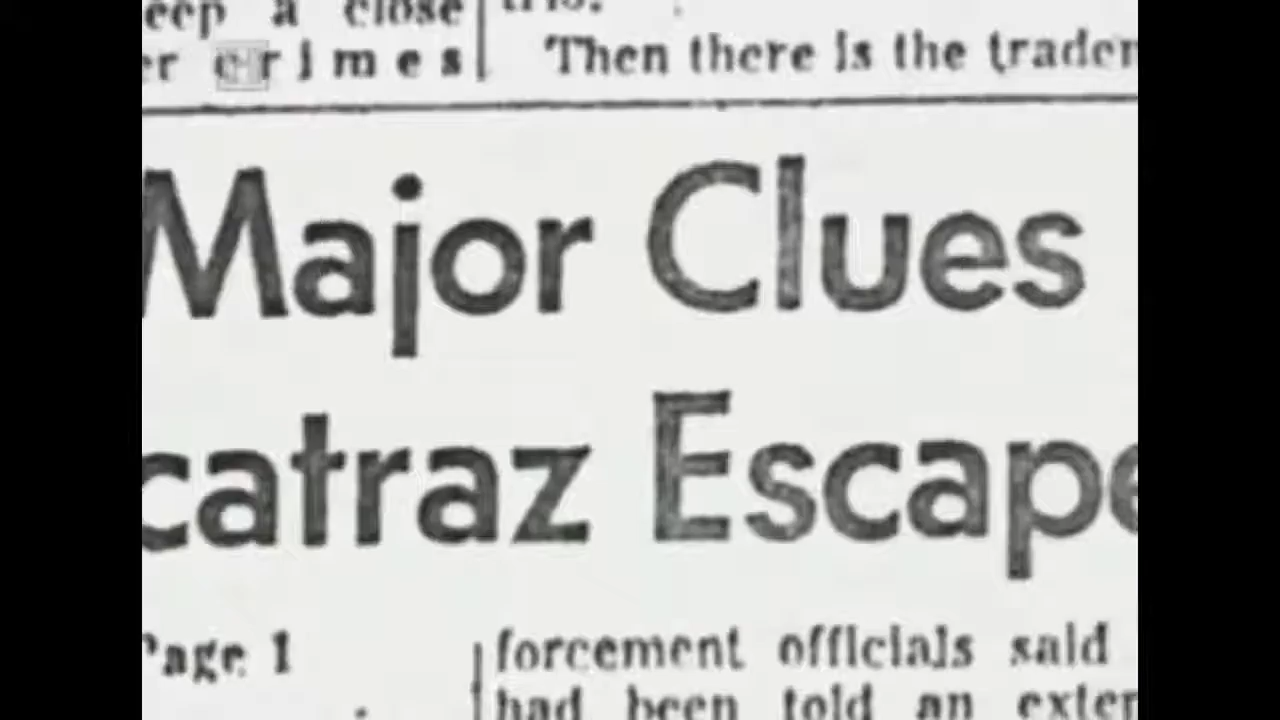 eep a close
er crimes
Then there is the trader
Major Clues
catraz Escape
Page 1
forcement officials said
had been told an exter